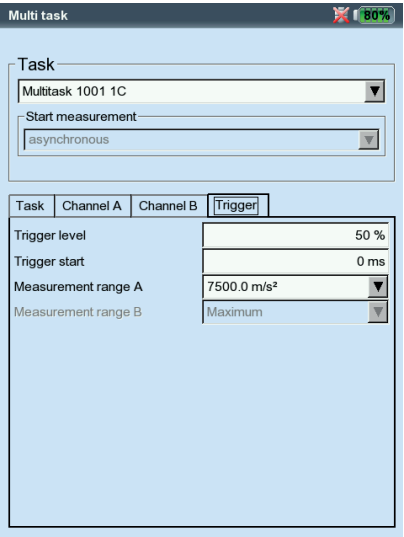 Multi task 80%
Task
Multitask 1001 1C
Start measurement
asynchronous
Task Channel A Channel B Trigger
Trigger level 50 %
Trigger start 0 ms
Measurement range A 7500.0 m/s²
Measurement range B Maximum